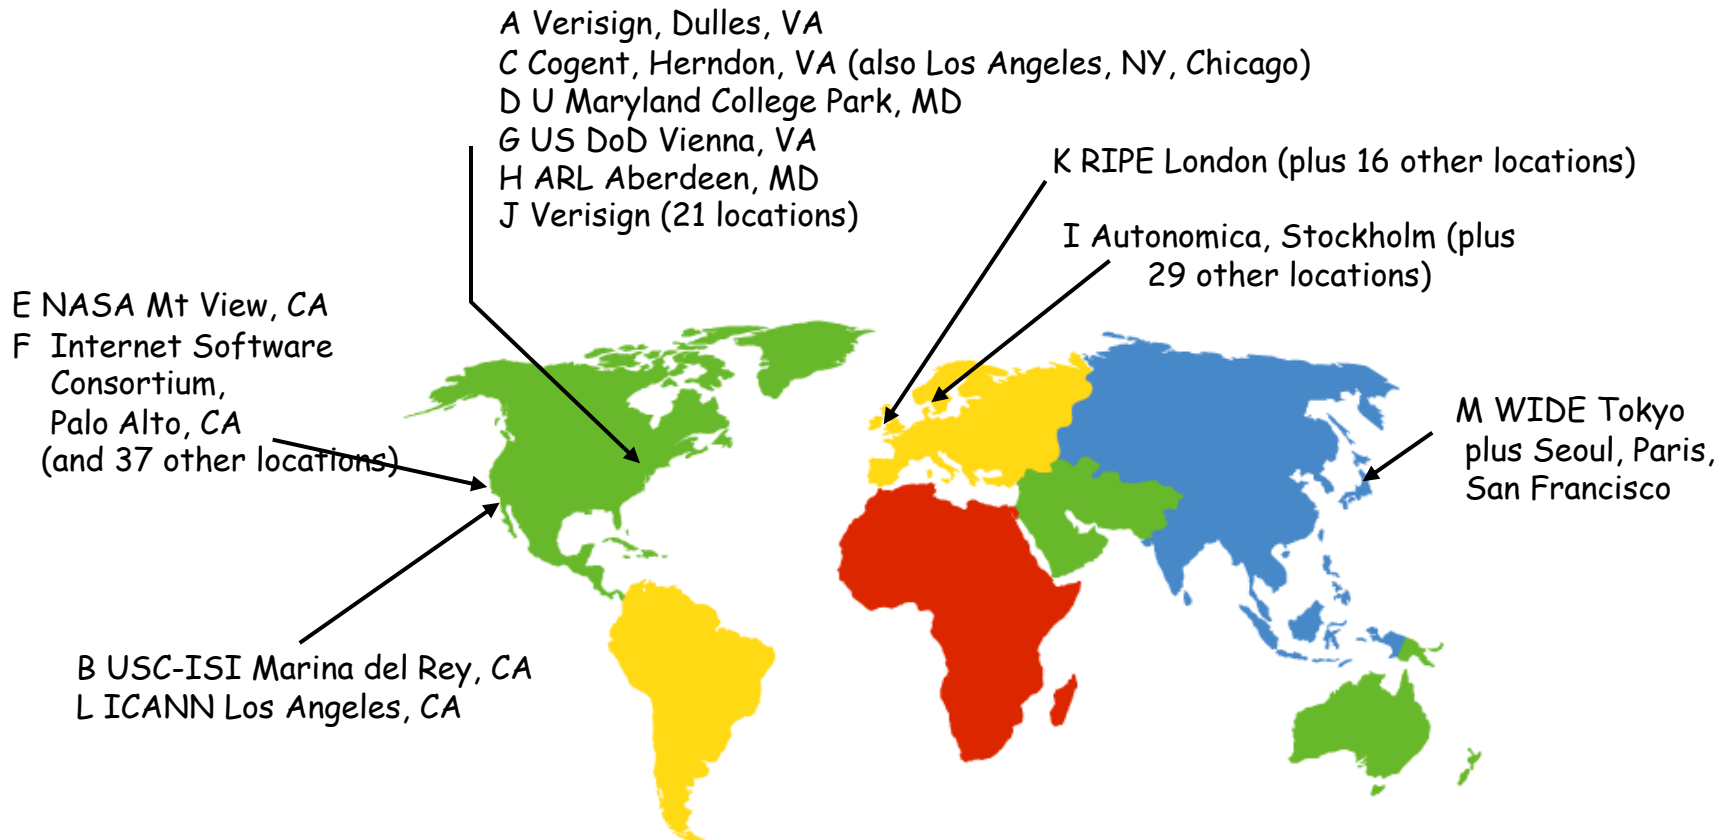 A Verisign, Dulles, VA
C Cogent, Herndon, VA (also Los Angeles, NY, Chicago)
D U Maryland College Park, MD
G US DoD Vienna, VA
H ARL Aberdeen, MD
J Verisign (21 locations)
K RIPE London (plus 16 other locations)
I Autonomica, Stockholm (plus
29 other locations)
E NASA Mt View, CA
F Internet Software
Consortium,
Palo Alto, CA
(and 37 other locations)
M WIDE Tokyo
plus Seoul, Paris,
San Francisco
B USC-ISI Marina del Rey, CA
L ICANN Los Angeles, CA